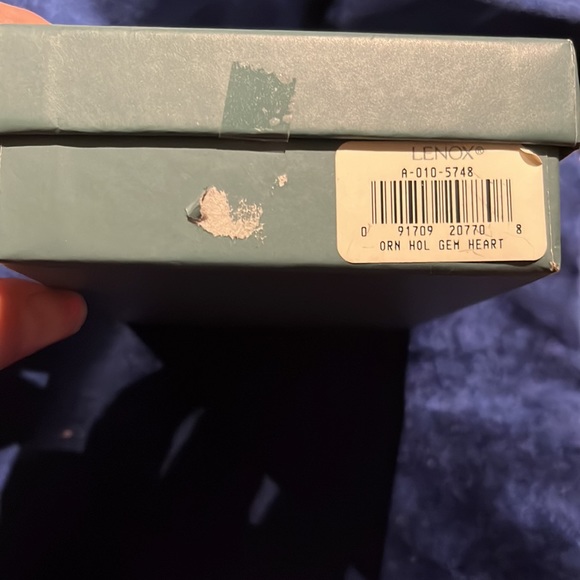 LENOX®
A-010-5748
0 91709 20770 8
ORN HOL GEM HEART